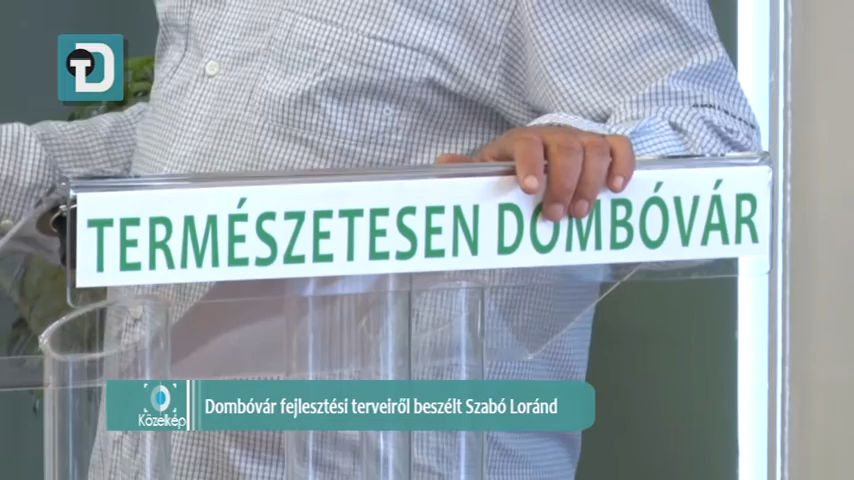 TD
TERMÉSZETESEN DOMBÓVÁR
Közelkép
Dombóvár fejlesztési terveiről beszélt Szabó Loránd